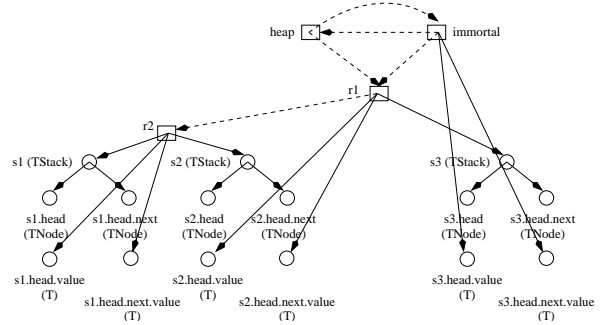 heap
immortal
r1
r2
s1 (TStack)
s2 (TStack)
s3 (TStack)
s1.head
(TNode)
s1.head.next
(TNode)
s2.head
(TNode)
s2.head.next
(TNode)
s3.head
(TNode)
s3.head.next
(TNode)
s1.head.value
(T)
s1.head.next.value
(T)
s2.head.value
(T)
s2.head.next.value
(T)
s3.head.value
(T)
s3.head.next.value
(T)